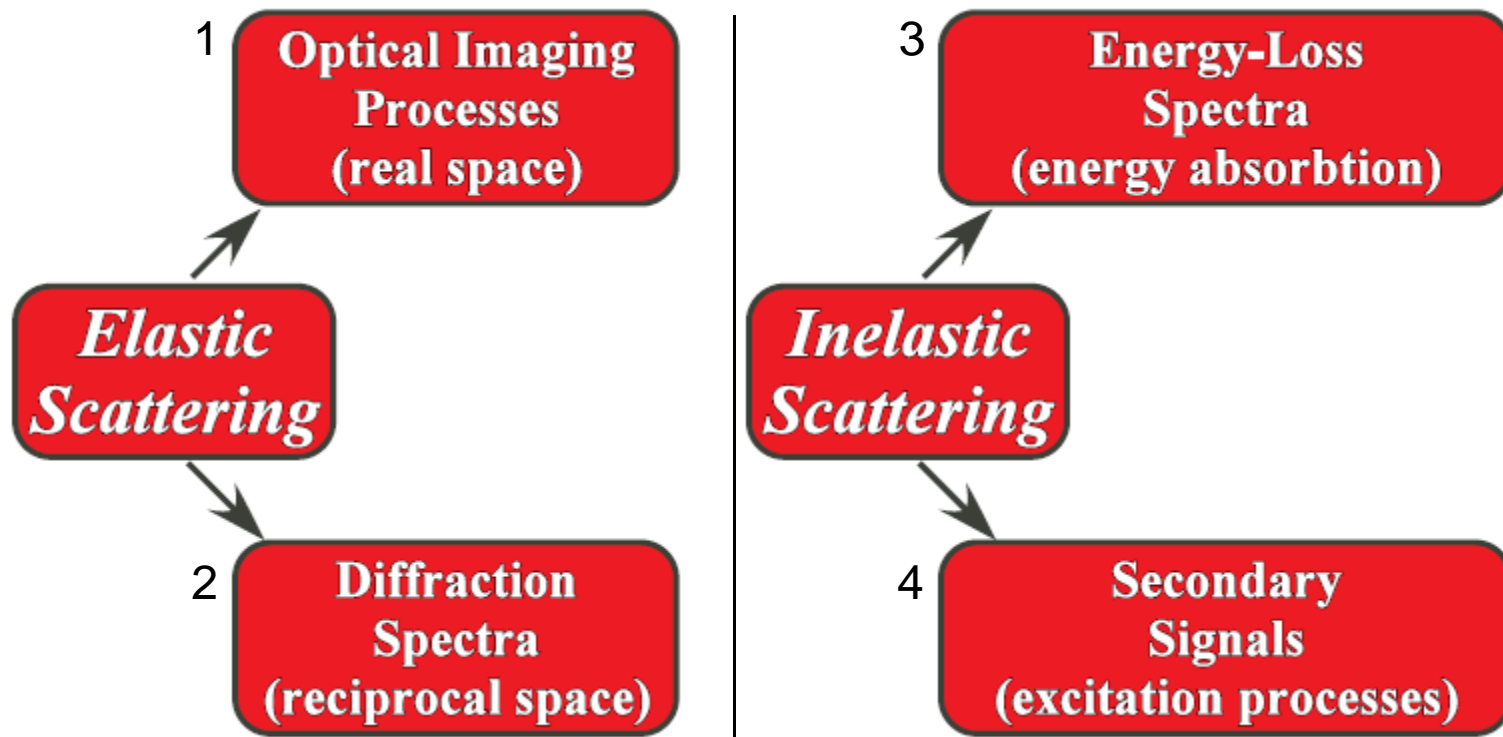 1
Optical Imaging
Processes
(real space)
Elastic
Scattering
2
Diffraction
Spectra
(reciprocal space)
3
Energy-Loss
Spectra
(energy absorbtion)
Inelastic
Scattering
4
Secondary
Signals
(excitation processes)